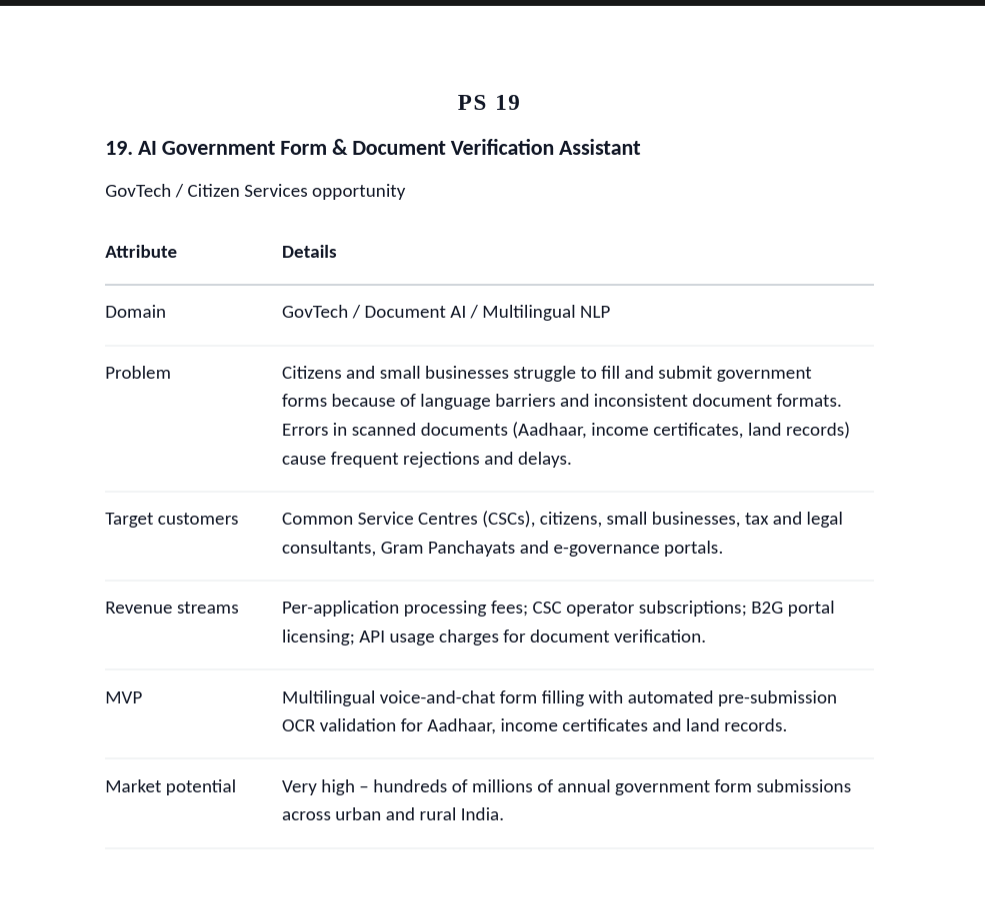 PS 19
19. AI Government Form & Document Verification Assistant
GovTech / Citizen Services opportunity
Attribute Details
Domain GovTech / Document AI / Multilingual NLP
Problem Citizens and small businesses struggle to fill and submit government
forms because of language barriers and inconsistent document formats.
Errors in scanned documents (Aadhaar, income certificates, land records)
cause frequent rejections and delays.
Target customers Common Service Centres (CSCs), citizens, small businesses, tax and legal
consultants, Gram Panchayats and e-governance portals.
Revenue streams Per-application processing fees; CSC operator subscriptions; B2G portal
licensing; API usage charges for document verification.
MVP Multilingual voice-and-chat form filling with automated pre-submission
OCR validation for Aadhaar, income certificates and land records.
Market potential Very high – hundreds of millions of annual government form submissions
across urban and rural India.